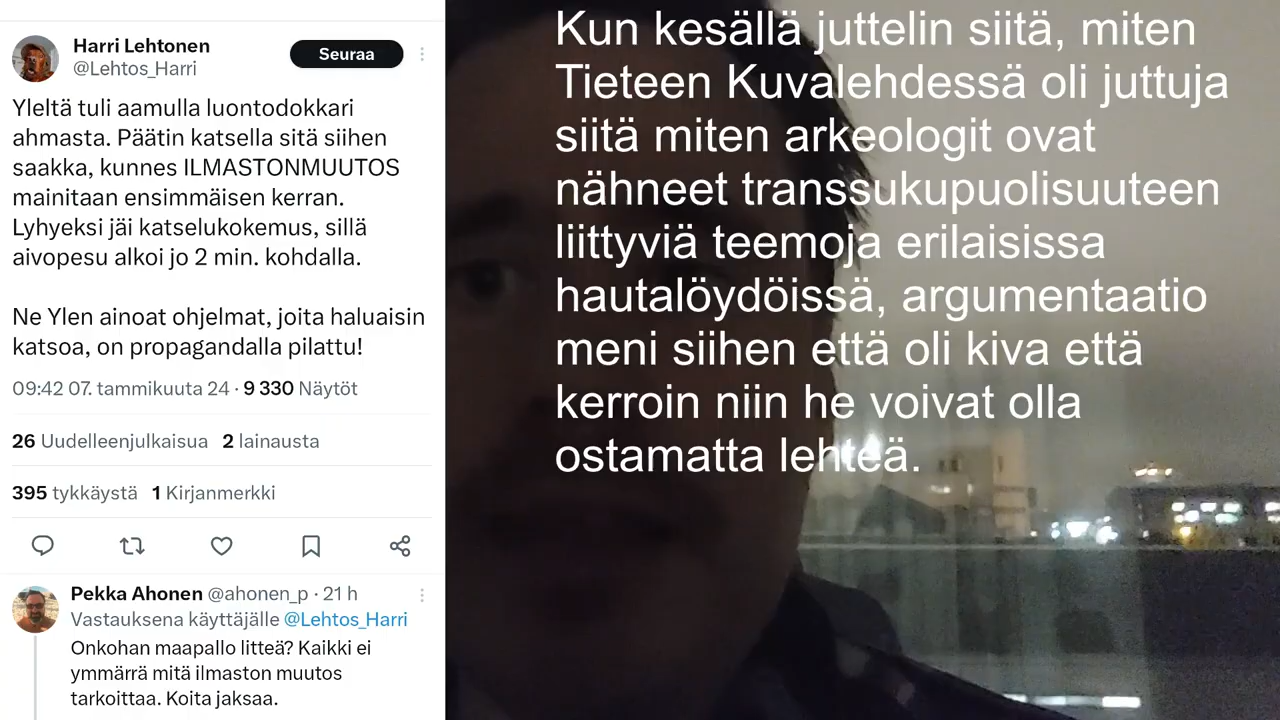 Harri Lehtonen
@Lehtos_Harri
Seuraa
Yleltä tuli aamulla luontodokkari
ahmasta. Päätin katsella sitä siihen
saakka, kunnes ILMASTONMUUTOS
mainitaan ensimmäisen kerran.
Lyhyeksi jäi katselukokemus, sillä
aivopesu alkoi jo 2 min. kohdalla.
Ne Ylen ainoat ohjelmat, joita haluaisin
katsoa, on propagandalla pilattu!
09:42 07. tammikuuta 24 · 9 330 Näytöt
26 Uudelleenjulkaisua 2 lainausta
395 tykkäystä 1 Kirjanmerkki
Pekka Ahonen @ahonen_p · 21 h
Vastauksena käyttäjälle @Lehtos_Harri
Onkohan maapallo litteä? Kaikki ei
ymmärrä mitä ilmaston muutos
tarkoittaa. Koita jaksaa.
Kun kesällä juttelin siitä, miten
Tieteen Kuvalehdessä oli juttuja
siitä miten arkeologit ovat
nähneet transsukupuolisuuteen
liittyviä teemoja erilaisissa
hautalöydöissä, argumentaatio
meni siihen että oli kiva että
kerroin niin he voivat olla
ostamatta lehteä.